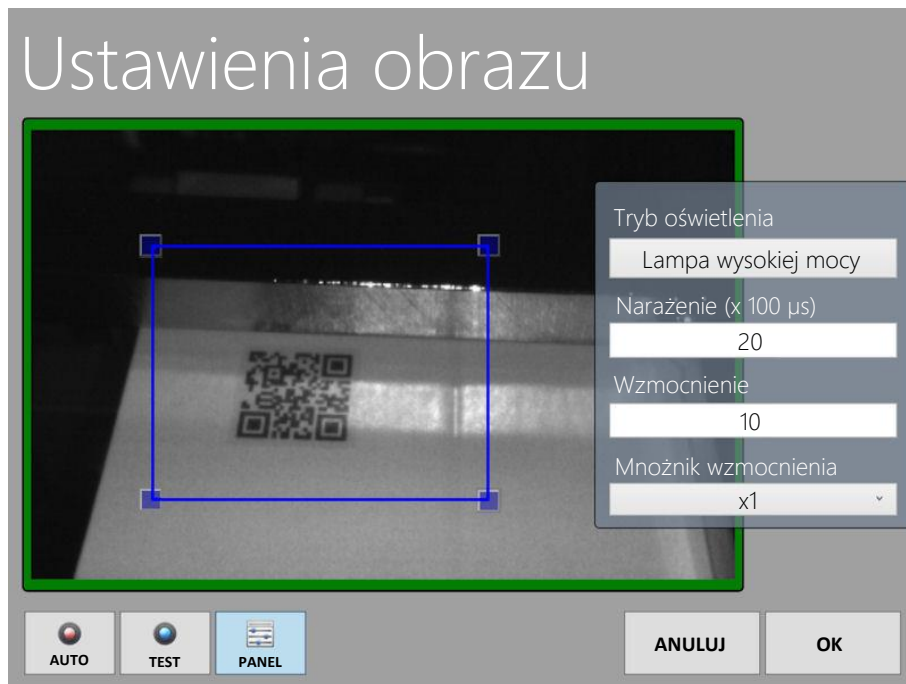 Ustawienia obrazu
Tryb oświetlenia
Lampa wysokiej mocy
Narażenie (x 100 µs)
20
Wzmocnienie
10
Mnożnik wzmocnienia
x1
AUTO
TEST
PANEL
ANULUJ
OK